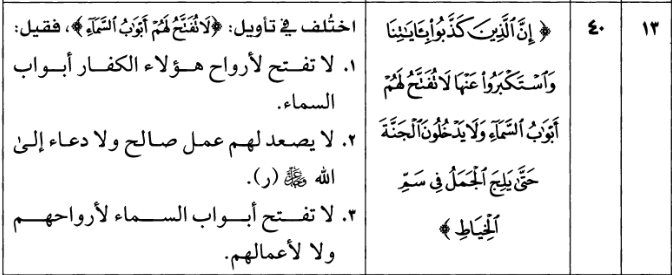 ١٣
٤٠
﴿ إِنَّ ٱلَّذِينَ كَذَّبُوا۟ بِـَٔايَـٰتِنَا
وَٱسْتَكْبَرُوا۟ عَنْهَا لَا تُفَتَّحُ لَهُمْ
أَبْوَٰبُ ٱلسَّمَآءِ وَلَا يَدْخُلُونَ ٱلْجَنَّةَ
حَتَّىٰ يَلِجَ ٱلْجَمَلُ فِى سَمِّ
ٱلْخِيَاطِ ﴾
اختُلف في تأويل: ﴿لَا تُفَتَّحُ لَهُمْ أَبْوَٰبُ ٱلسَّمَآءِ﴾، فقيل:
١. لا تفتح لأرواح هؤلاء الكفار أبواب
السماء.
٢. لا يصعد لهم عمل صالح ولا دعاء إلىٰ
الله ﷻ (ر).
٣. لا تفتح أبواب السماء لأرواحهم
ولا لأعمالهم.